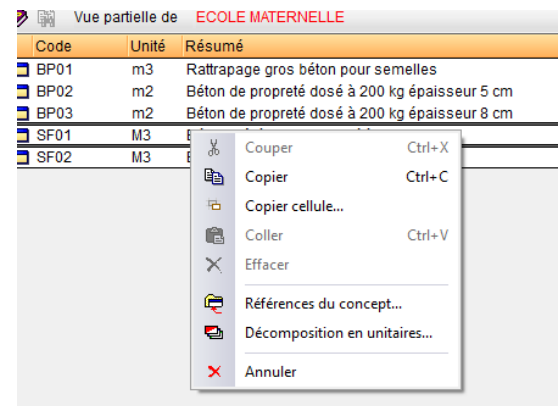 Vue partielle de ECOLE MATERNELLE
Code Unité Résumé
BP01 m3 Rattrapage gros béton pour semelles
BP02 m2 Béton de propreté dosé à 200 kg épaisseur 5 cm
BP03 m2 Béton de propreté dosé à 200 kg épaisseur 8 cm
SF01 M3
SF02 M3
Couper Ctrl+X
Copier Ctrl+C
Copier cellule...
Coller Ctrl+V
Effacer
Références du concept...
Décomposition en unitaires...
Annuler